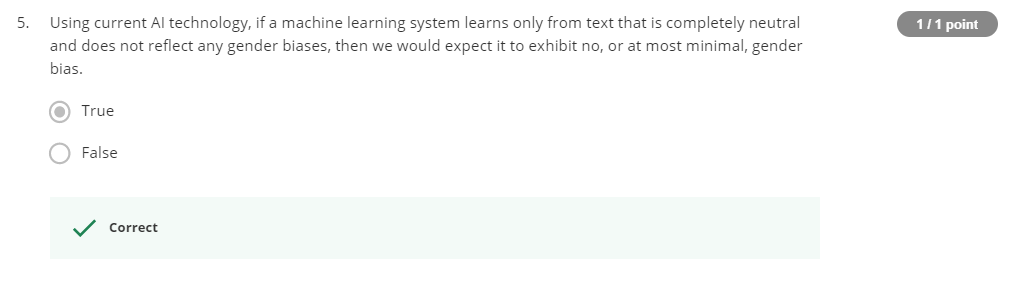 5. Using current AI technology, if a machine learning system learns only from text that is completely neutral
1 / 1 point
and does not reflect any gender biases, then we would expect it to exhibit no, or at most minimal, gender
bias.
True
False
Correct